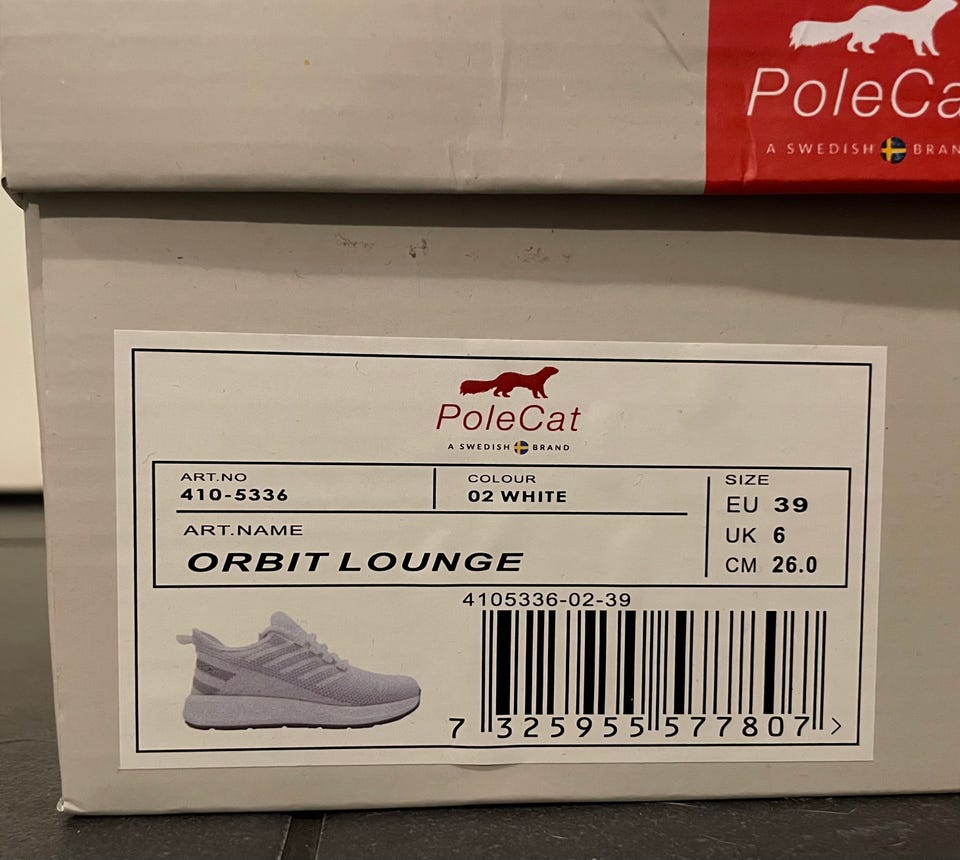 PoleCa
A SWEDISH BRAN
PoleCat
A SWEDISH BRAND
ART.NO
410-5336
COLOUR
02 WHITE
SIZE
EU 39
UK 6
CM 26.0
ART.NAME
ORBIT LOUNGE
4105336-02-39
7 325955 577807 >